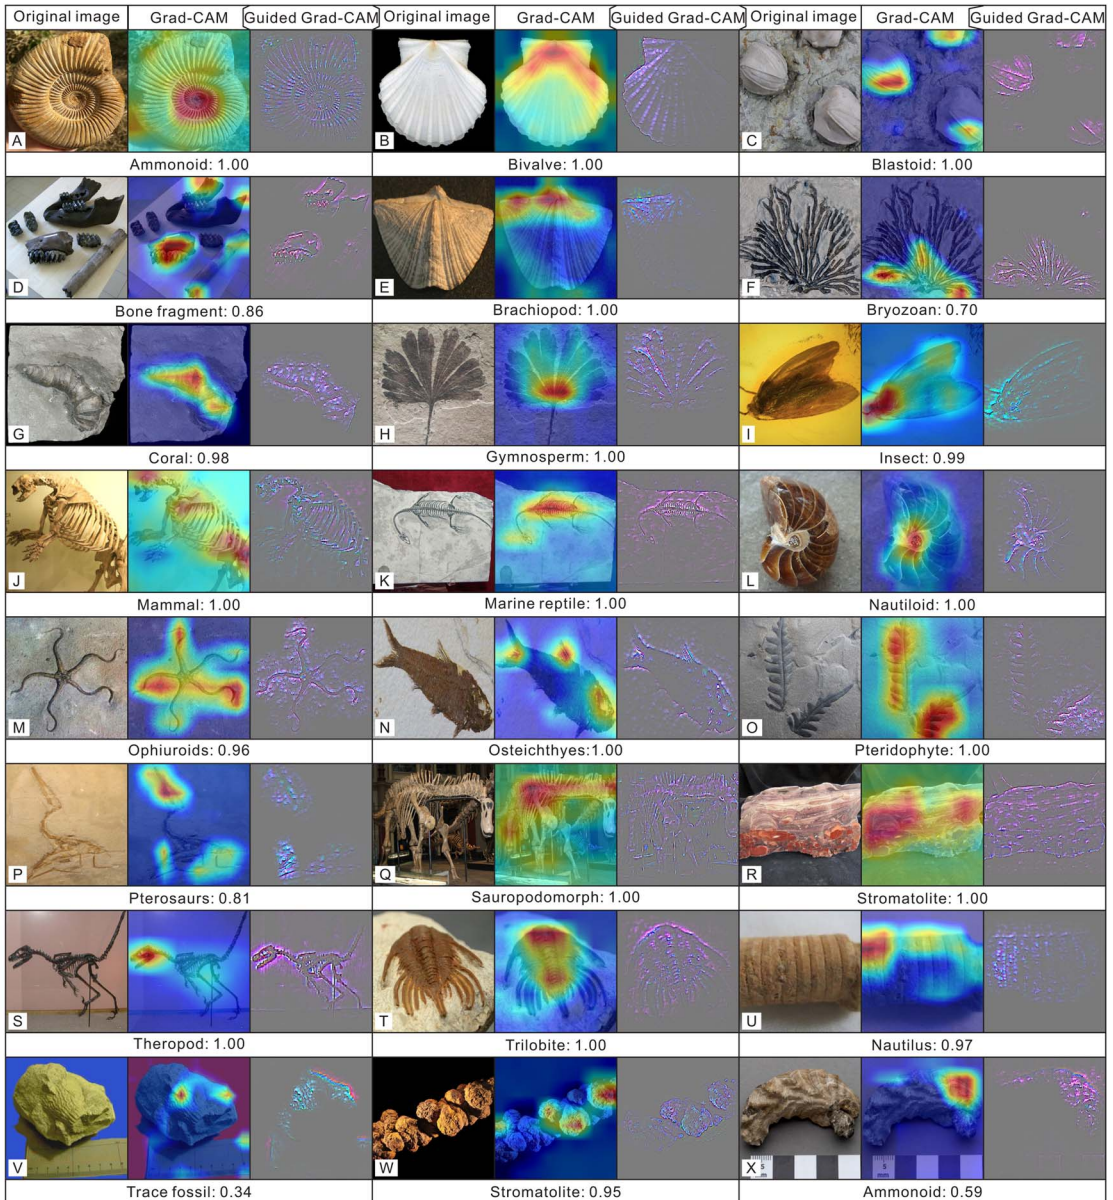 Original image Grad-CAM Guided Grad-CAM Original image Grad-CAM Guided Grad-CAM Original image Grad-CAM Guided Grad-CAM
A B C
Ammonoid: 1.00 Bivalve: 1.00 Blastoid: 1.00
D E F
Bone fragment: 0.86 Brachiopod: 1.00 Bryozoan: 0.70
G H I
Coral: 0.98 Gymnosperm: 1.00 Insect: 0.99
J K L
Mammal: 1.00 Marine reptile: 1.00 Nautiloid: 1.00
M N O
Ophiuroids: 0.96 Osteichthyes:1.00 Pteridophyte: 1.00
P Q R
Pterosaurs: 0.81 Sauropodomorph: 1.00 Stromatolite: 1.00
S T U
Theropod: 1.00 Trilobite: 1.00 Nautilus: 0.97
V W X
Trace fossil: 0.34 Stromatolite: 0.95 Ammonoid: 0.59